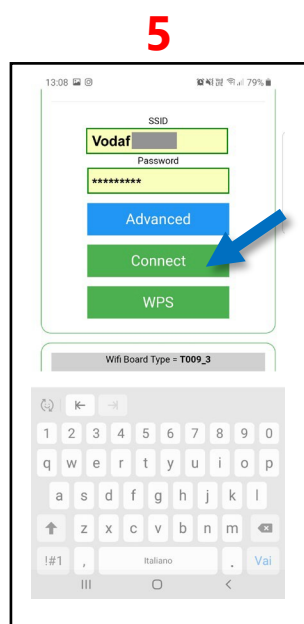 5
13:08 79%
SSID
Vodaf
Password
*********
Advanced
Connect
WPS
Wifi Board Type = T009_3
1 2 3 4 5 6 7 8 9 0
q w e r t y u i o p
a s d f g h j k l
z x c v b n m
!#1 , Italiano . Vai